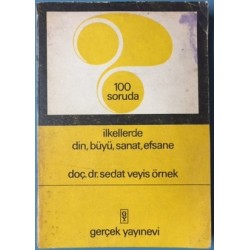 100
soruda
ilkellerde
din, büyü, sanat, efsane
doç. dr. sedat veyis örnek
gerçek yayınevi